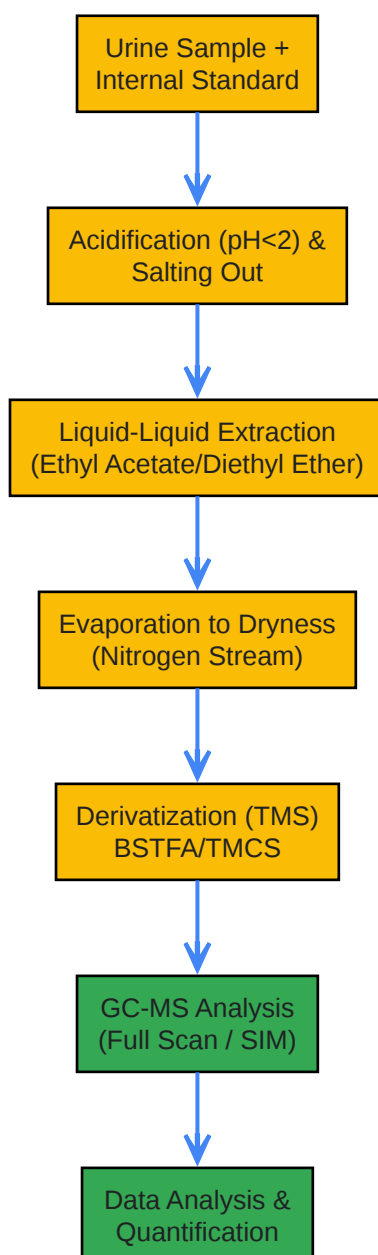 Urine Sample +
Internal Standard
Acidification (pH<2) &
Salting Out
Liquid-Liquid Extraction
(Ethyl Acetate/Diethyl Ether)
Evaporation to Dryness
(Nitrogen Stream)
Derivatization (TMS)
BSTFA/TMCS
GC-MS Analysis
(Full Scan / SIM)
Data Analysis &
Quantification